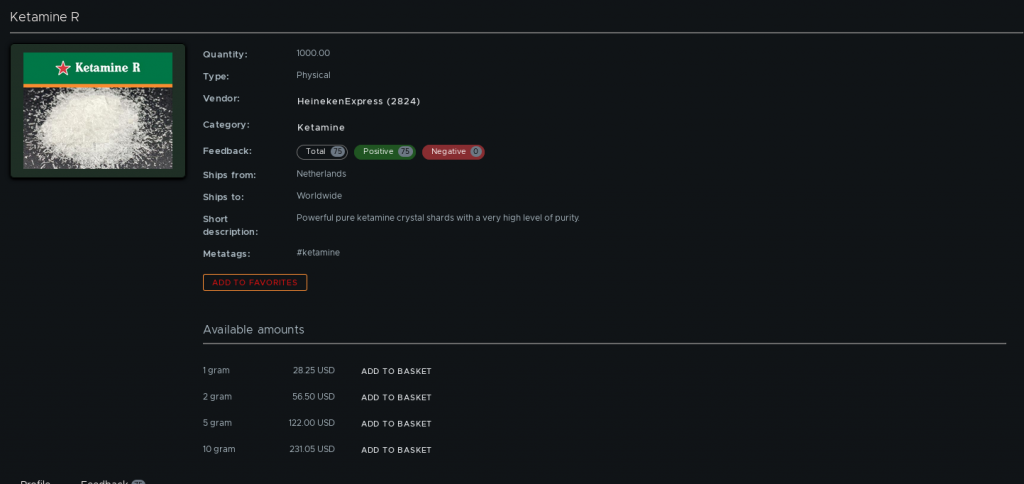 Ketamine R
Ketamine R
Quantity: 1000.00
Type: Physical
Vendor: HeinekenExpress (2824)
Category: Ketamine
Feedback: Total 75 Positive 75 Negative 0
Ships from: Netherlands
Ships to: Worldwide
Short description: Powerful pure ketamine crystal shards with a very high level of purity.
Metatags: #ketamine
ADD TO FAVORITES
Available amounts
1 gram 28.25 USD ADD TO BASKET
2 gram 56.50 USD ADD TO BASKET
5 gram 122.00 USD ADD TO BASKET
10 gram 231.05 USD ADD TO BASKET
Profile Feedback 75